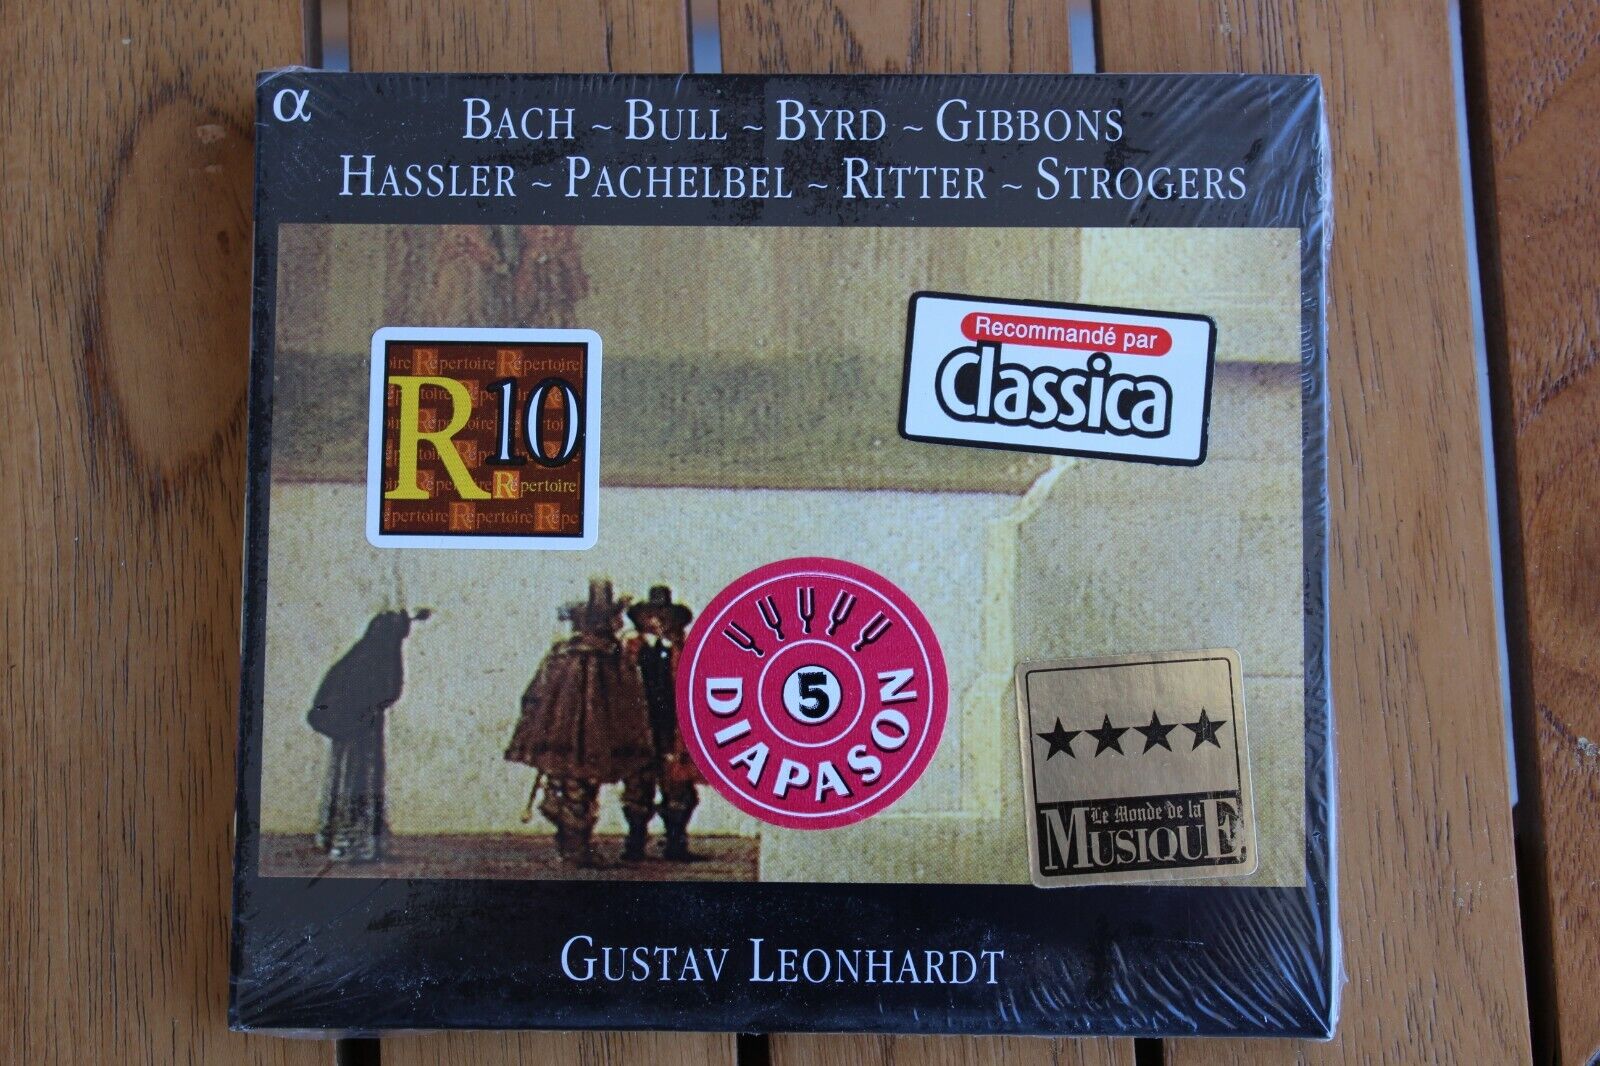 α
BACH ~ BULL ~ BYRD ~ GIBBONS
HASSLER ~ PACHELBEL ~ RITTER ~ STROGERS
Recommandé par
Classica
Répertoire Répertoire
R10
Répertoire
Répertoire Répertoire
5
DIAPASON
Le Monde de la
MUSIQUE
GUSTAV LEONHARDT